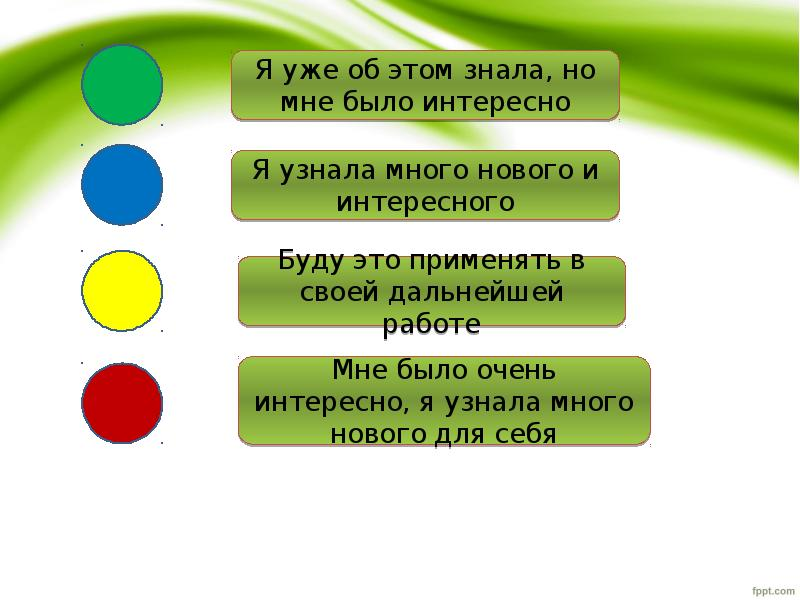 Я уже об этом знала, но
мне было интересно
Я узнала много нового и
интересного
Буду это применять в
своей дальнейшей
работе
Мне было очень
интересно, я узнала много
нового для себя
fppt.com